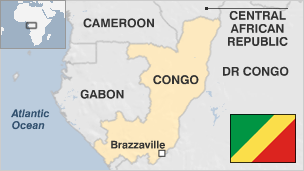 CAMEROON
CENTRAL
AFRICAN
REPUBLIC
CONGO
DR CONGO
GABON
Atlantic
Ocean
Brazzaville